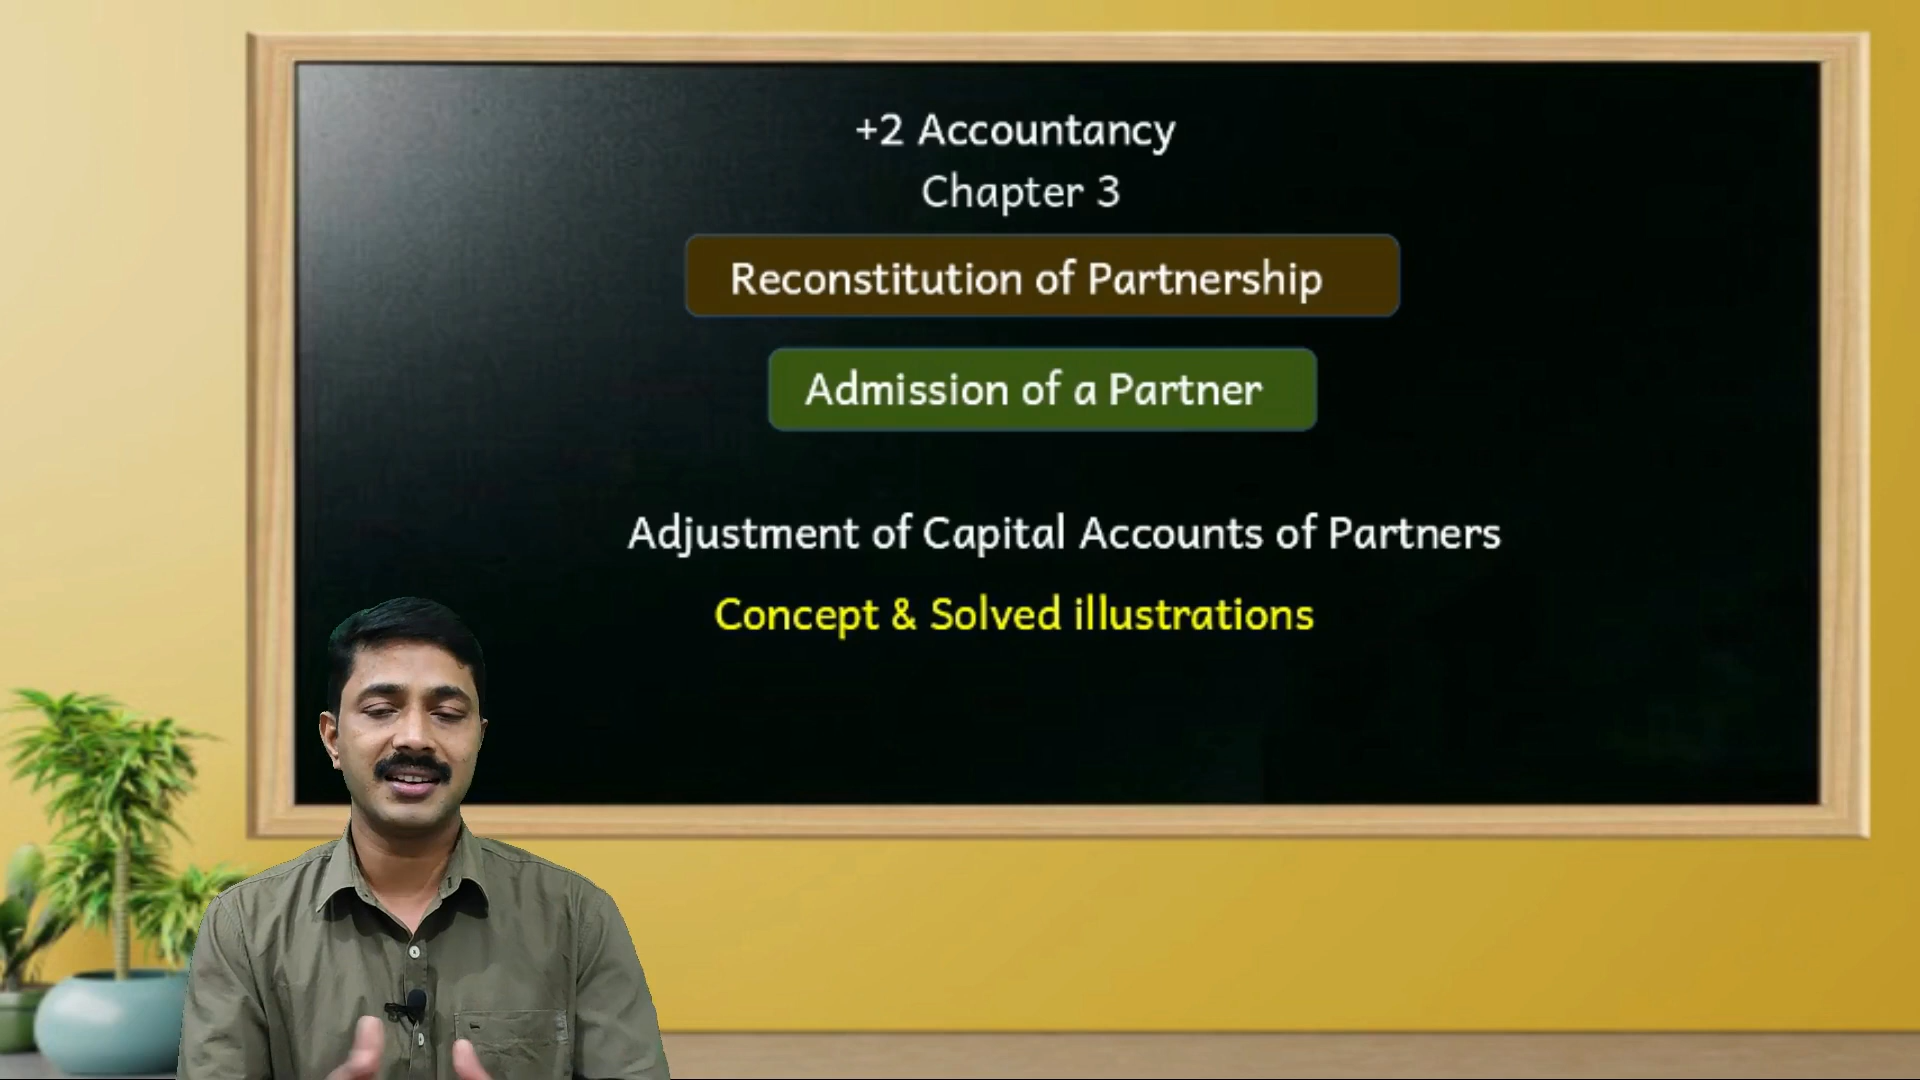 +2 Accountancy
Chapter 3
Reconstitution of Partnership
Admission of a Partner
Adjustment of Capital Accounts of Partners
Concept & Solved illustrations